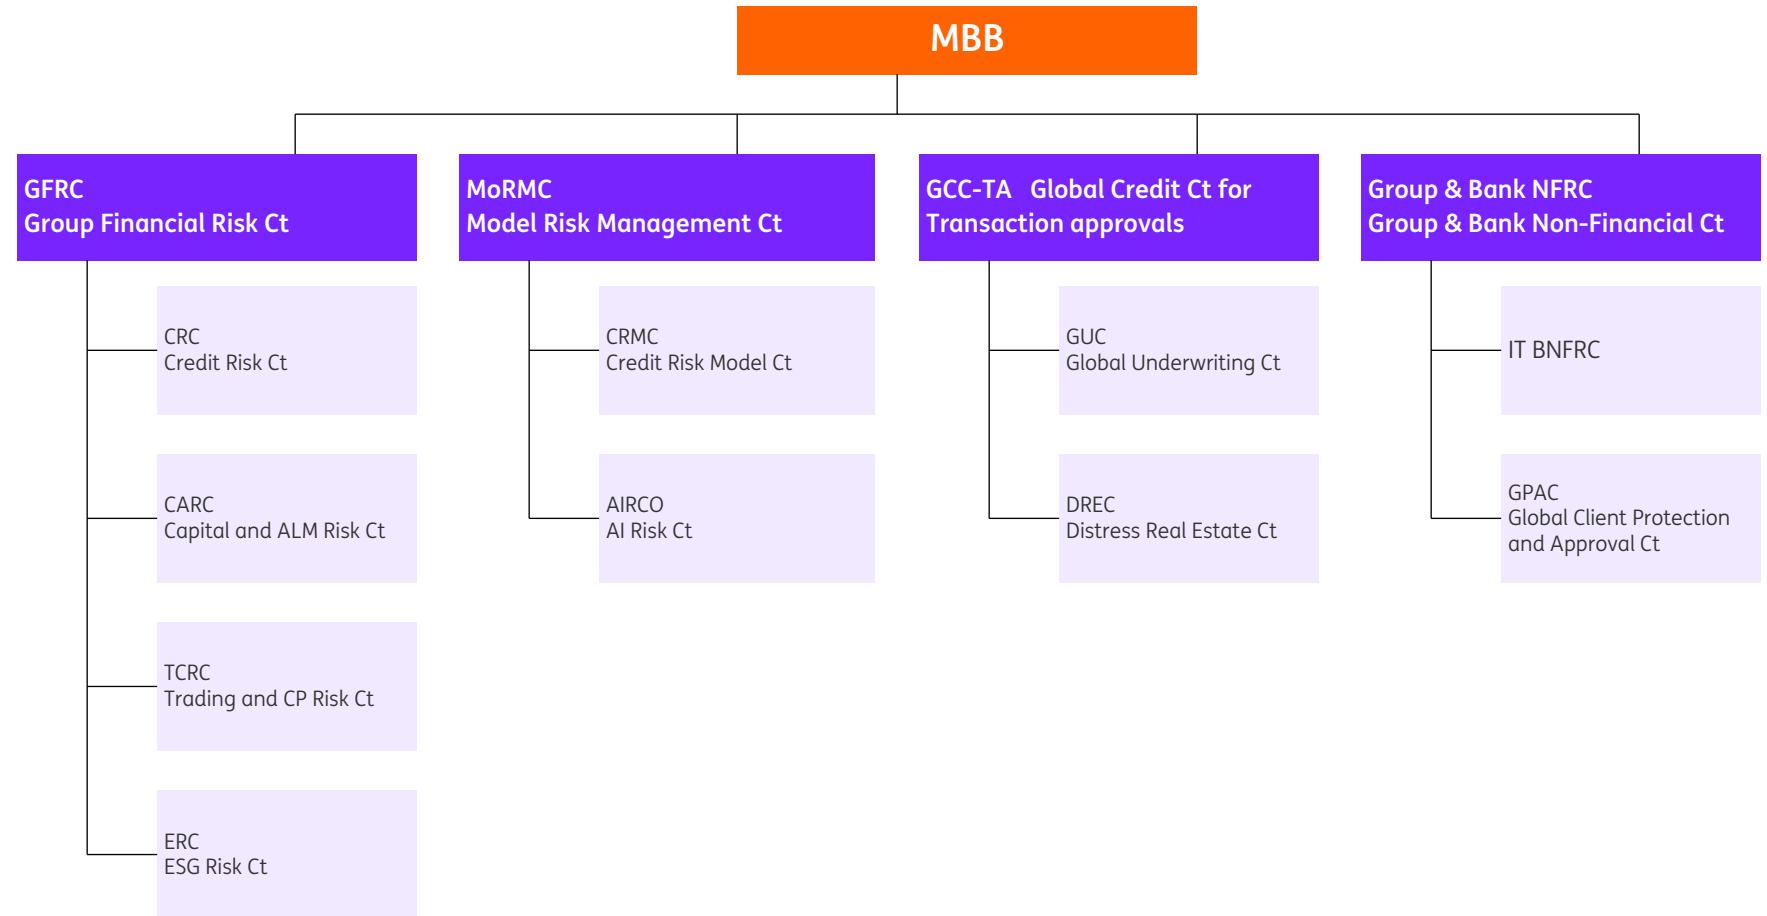 MBB
GFRC
Group Financial Risk Ct
MoRMC
Model Risk Management Ct
GCC-TA   Global Credit Ct for
Transaction approvals
Group & Bank NFRC
Group & Bank Non-Financial Ct
CRC
Credit Risk Ct
CARC
Capital and ALM Risk Ct
TCRC
Trading and CP Risk Ct
ERC
ESG Risk Ct
CRMC
Credit Risk Model Ct
AIRCO
AI Risk Ct
GUC
Global Underwriting Ct
DREC
Distress Real Estate Ct
IT BNFRC
GPAC
Global Client Protection
and Approval Ct